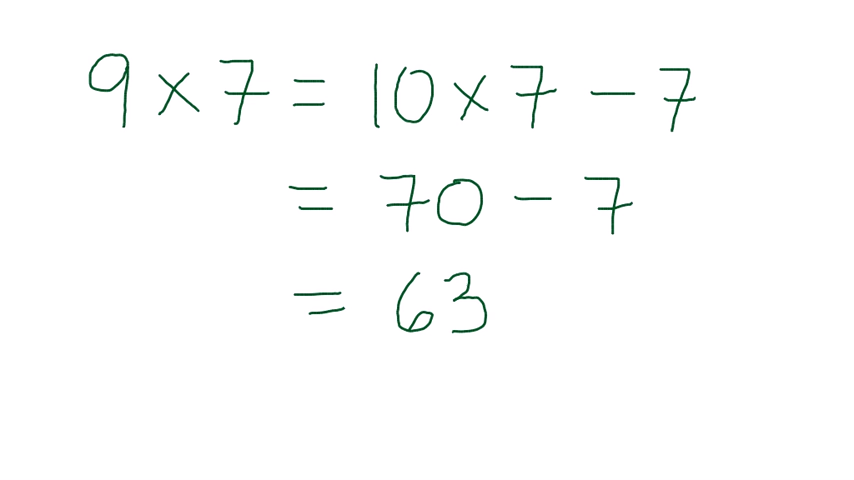 9 × 7 = 10 × 7 − 7
= 70 − 7
= 63